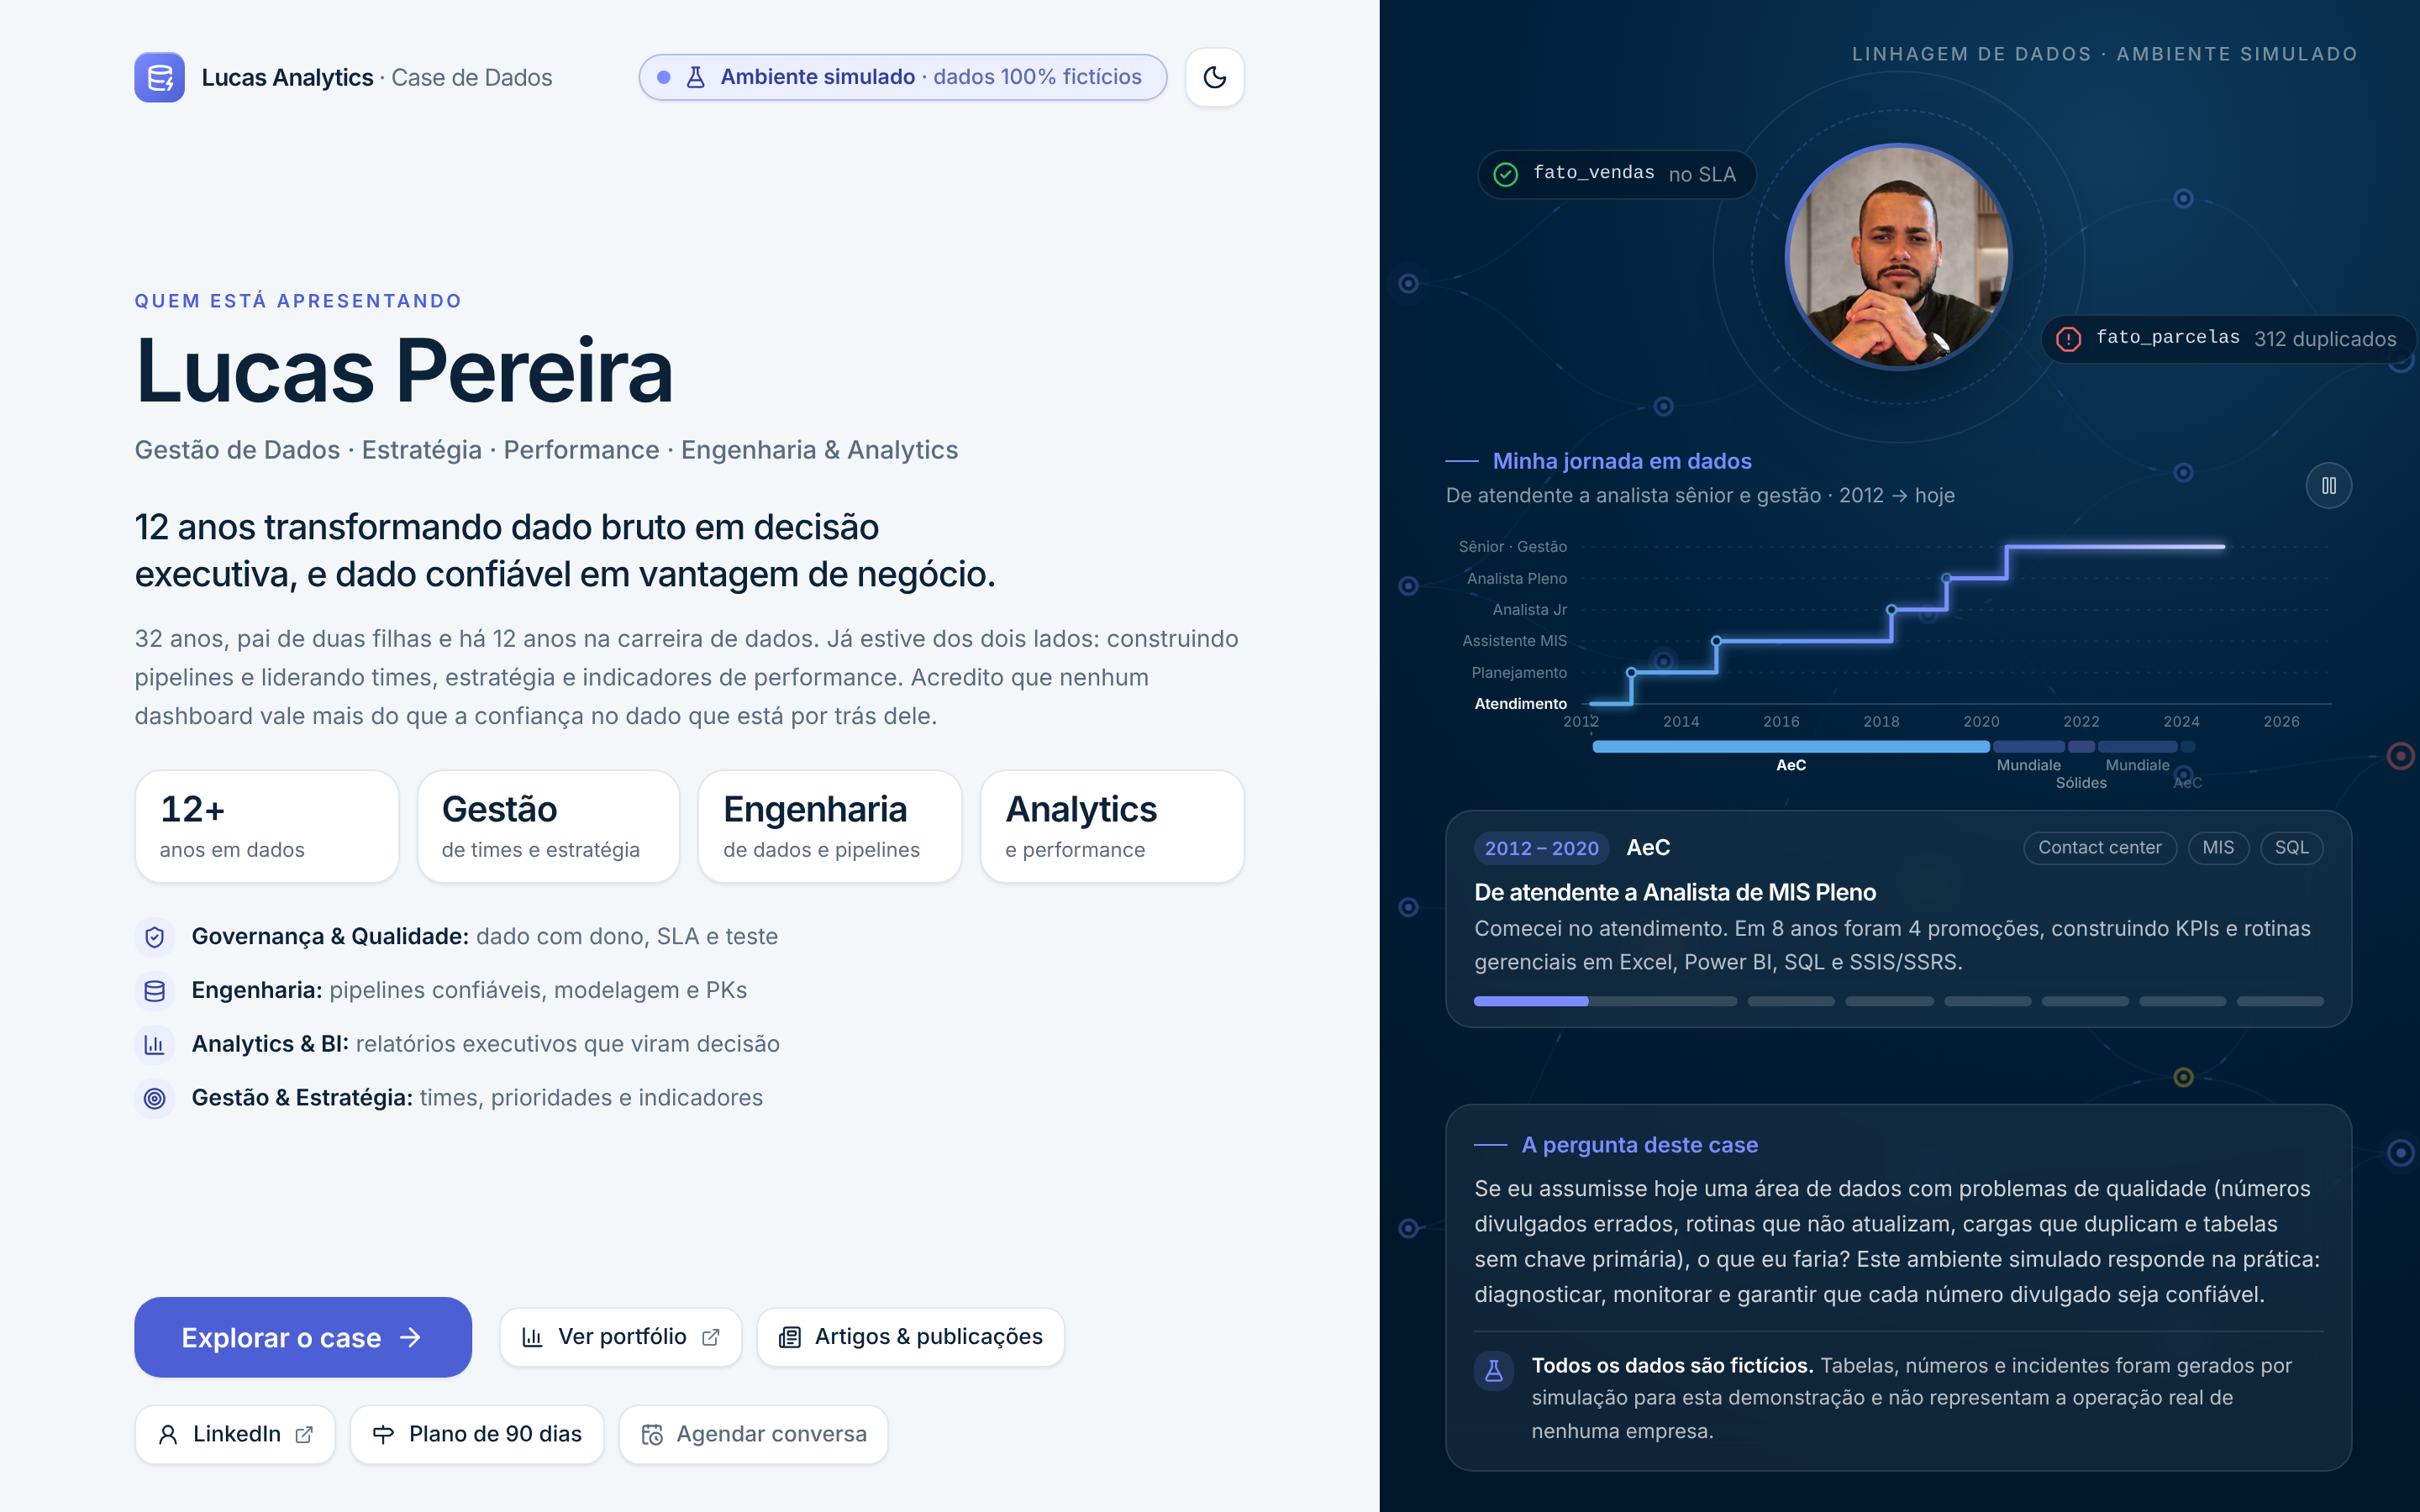 Lucas Analytics · Case de Dados
Ambiente simulado · dados 100% fictícios
QUEM ESTÁ APRESENTANDO
Lucas Pereira
Gestão de Dados · Estratégia · Performance · Engenharia & Analytics
12 anos transformando dado bruto em decisão
executiva, e dado confiável em vantagem de negócio.
32 anos, pai de duas filhas e há 12 anos na carreira de dados. Já estive dos dois lados: construindo
pipelines e liderando times, estratégia e indicadores de performance. Acredito que nenhum
dashboard vale mais do que a confiança no dado que está por trás dele.
12+
anos em dados
Gestão
de times e estratégia
Engenharia
de dados e pipelines
Analytics
e performance
Governança & Qualidade: dado com dono, SLA e teste
Engenharia: pipelines confiáveis, modelagem e PKs
Analytics & BI: relatórios executivos que viram decisão
Gestão & Estratégia: times, prioridades e indicadores
Explorar o case →
Ver portfólio
Artigos & publicações
LinkedIn
Plano de 90 dias
Agendar conversa
LINHAGEM DE DADOS · AMBIENTE SIMULADO
fato_vendas no SLA
fato_parcelas 312 duplicados
Minha jornada em dados
De atendente a analista sênior e gestão · 2012 → hoje
Sênior · Gestão
Analista Pleno
Analista Jr
Assistente MIS
Planejamento
Atendimento
2012 2014 2016 2018 2020 2022 2024 2026
AeC Mundiale Mundiale
Sólides AeC
2012 – 2020 AeC Contact center MIS SQL
De atendente a Analista de MIS Pleno
Comecei no atendimento. Em 8 anos foram 4 promoções, construindo KPIs e rotinas
gerenciais em Excel, Power BI, SQL e SSIS/SSRS.
A pergunta deste case
Se eu assumisse hoje uma área de dados com problemas de qualidade (números
divulgados errados, rotinas que não atualizam, cargas que duplicam e tabelas
sem chave primária), o que eu faria? Este ambiente simulado responde na prática:
diagnosticar, monitorar e garantir que cada número divulgado seja confiável.
Todos os dados são fictícios. Tabelas, números e incidentes foram gerados por
simulação para esta demonstração e não representam a operação real de
nenhuma empresa.